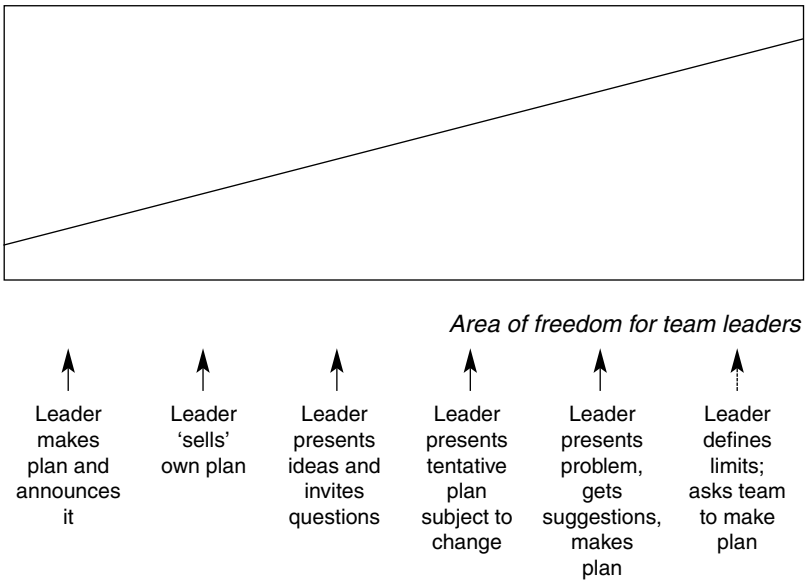 Area of freedom for team leaders
Leader
makes
plan and
announces
it
Leader
‘sells’
own plan
Leader
presents
ideas and
invites
questions
Leader
presents
tentative
plan
subject to
change
Leader
presents
problem,
gets
suggestions,
makes
plan
Leader
defines
limits;
asks team
to make
plan